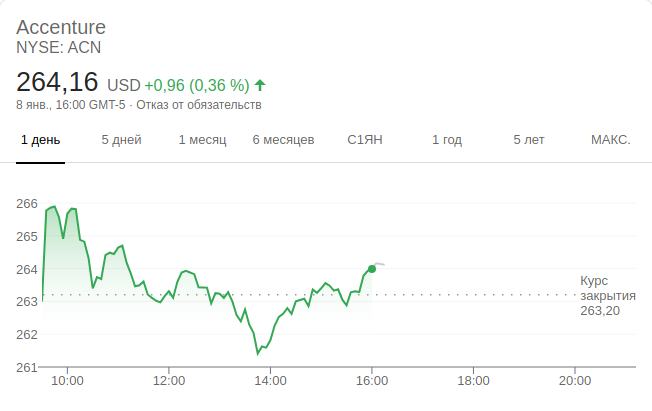 Accenture
NYSE: ACN
264,16 USD +0,96 (0,36 %)
8 янв., 16:00 GMT-5 · Отказ от обязательств
1 день 5 дней 1 месяц 6 месяцев С1ЯН 1 год 5 лет МАКС.
266
265
264
263
262
261
Курс
закрытия
263,20
10:00 12:00 14:00 16:00 18:00 20:00